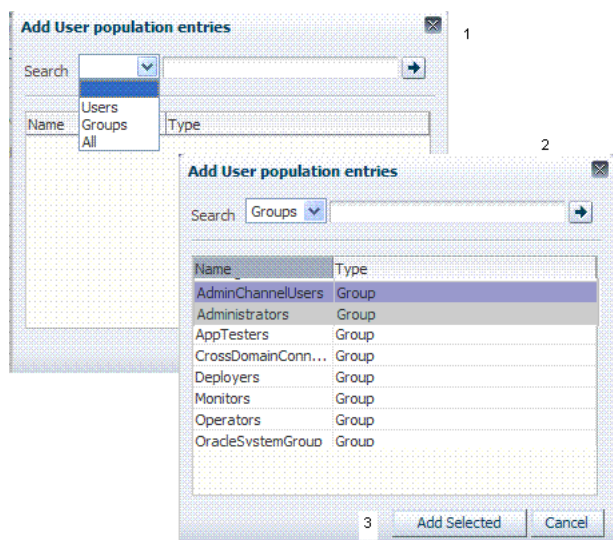 Add User population entries
1
Search
Users
Groups
All
Name Type
2
Add User population entries
Search Groups
Name Type
AdminChannelUsers Group
Administrators Group
AppTesters Group
CrossDomainConn... Group
Deployers Group
Monitors Group
Operators Group
OracleSystemGroup Group
3 Add Selected Cancel